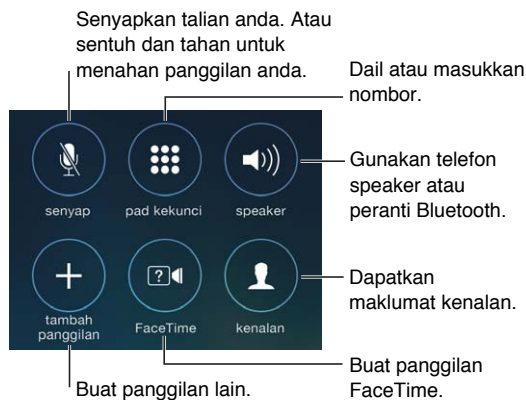 Senyapkan talian anda. Atau
sentuh dan tahan untuk
menahan panggilan anda.
Dail atau masukkan
nombor.
senyap
pad kekunci
speaker
Gunakan telefon
speaker atau
peranti Bluetooth.
?
tambah
panggilan
FaceTime
kenalan
Dapatkan
maklumat kenalan.
Buat panggilan lain.
Buat panggilan
FaceTime.